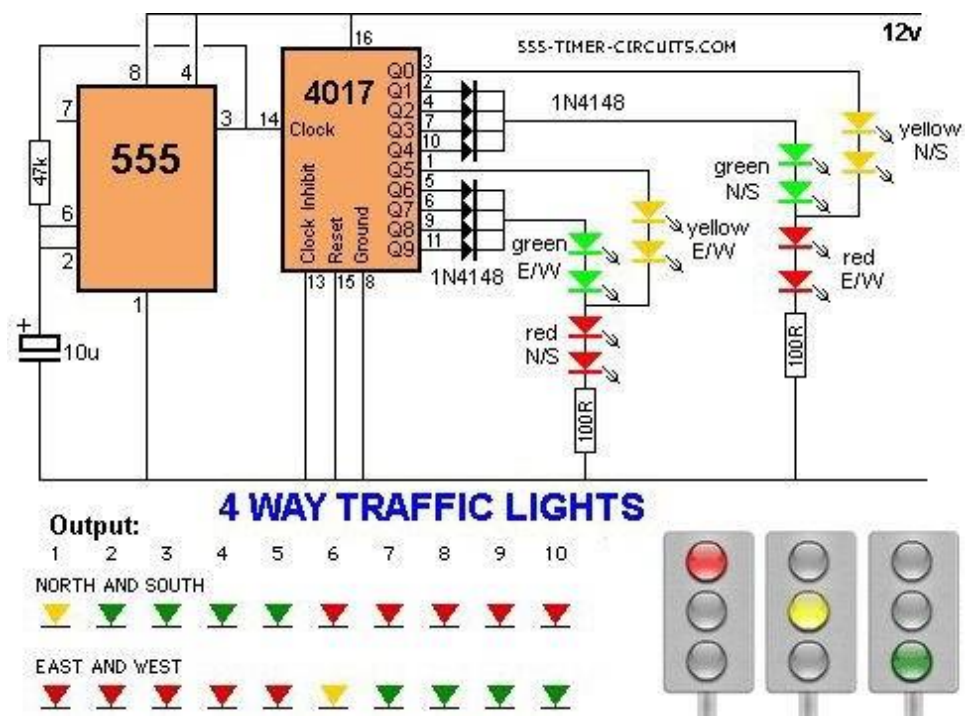 12v
555-TIMER-CIRCUITS.COM
16
8
4
4017
Q0
3
Q1
2
Q2
4
Q3
7
Q4
10
Q5
1
Q6
5
Q7
6
Q8
9
Q9
11
1N4148
7
3
14
Clock
555
47k
6
2
1
Clock Inhibit
Reset
Ground
13
15
8
1N4148
yellow
N/S
green
N/S
yellow
E/W
green
E/W
red
E/W
red
N/S
100R
100R
+
10u
4 WAY TRAFFIC LIGHTS
Output:
1 2 3 4 5 6 7 8 9 10
NORTH AND SOUTH
EAST AND WEST